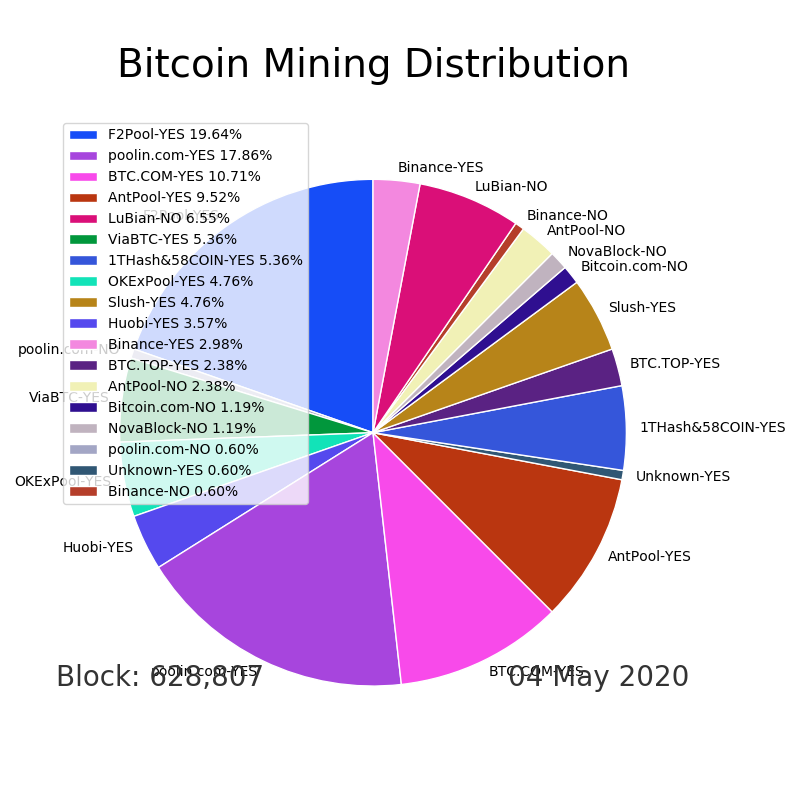 Bitcoin Mining Distribution
F2Pool-YES 19.64%
poolin.com-YES 17.86%
BTC.COM-YES 10.71%
AntPool-YES 9.52%
LuBian-NO 6.55%
ViaBTC-YES 5.36%
1THash&58COIN-YES 5.36%
OKExPool-YES 4.76%
Slush-YES 4.76%
Huobi-YES 3.57%
Binance-YES 2.98%
BTC.TOP-YES 2.38%
AntPool-NO 2.38%
Bitcoin.com-NO 1.19%
NovaBlock-NO 1.19%
poolin.com-NO 0.60%
Unknown-YES 0.60%
Binance-NO 0.60%
Binance-YES
LuBian-NO
Binance-NO
AntPool-NO
NovaBlock-NO
Bitcoin.com-NO
Slush-YES
BTC.TOP-YES
1THash&58COIN-YES
Unknown-YES
AntPool-YES
BTC.COM-YES
poolin.com-YES
Huobi-YES
OKExPool-YES
ViaBTC-YES
poolin.com-NO
F2Pool-YES
Block: 628,807
04 May 2020